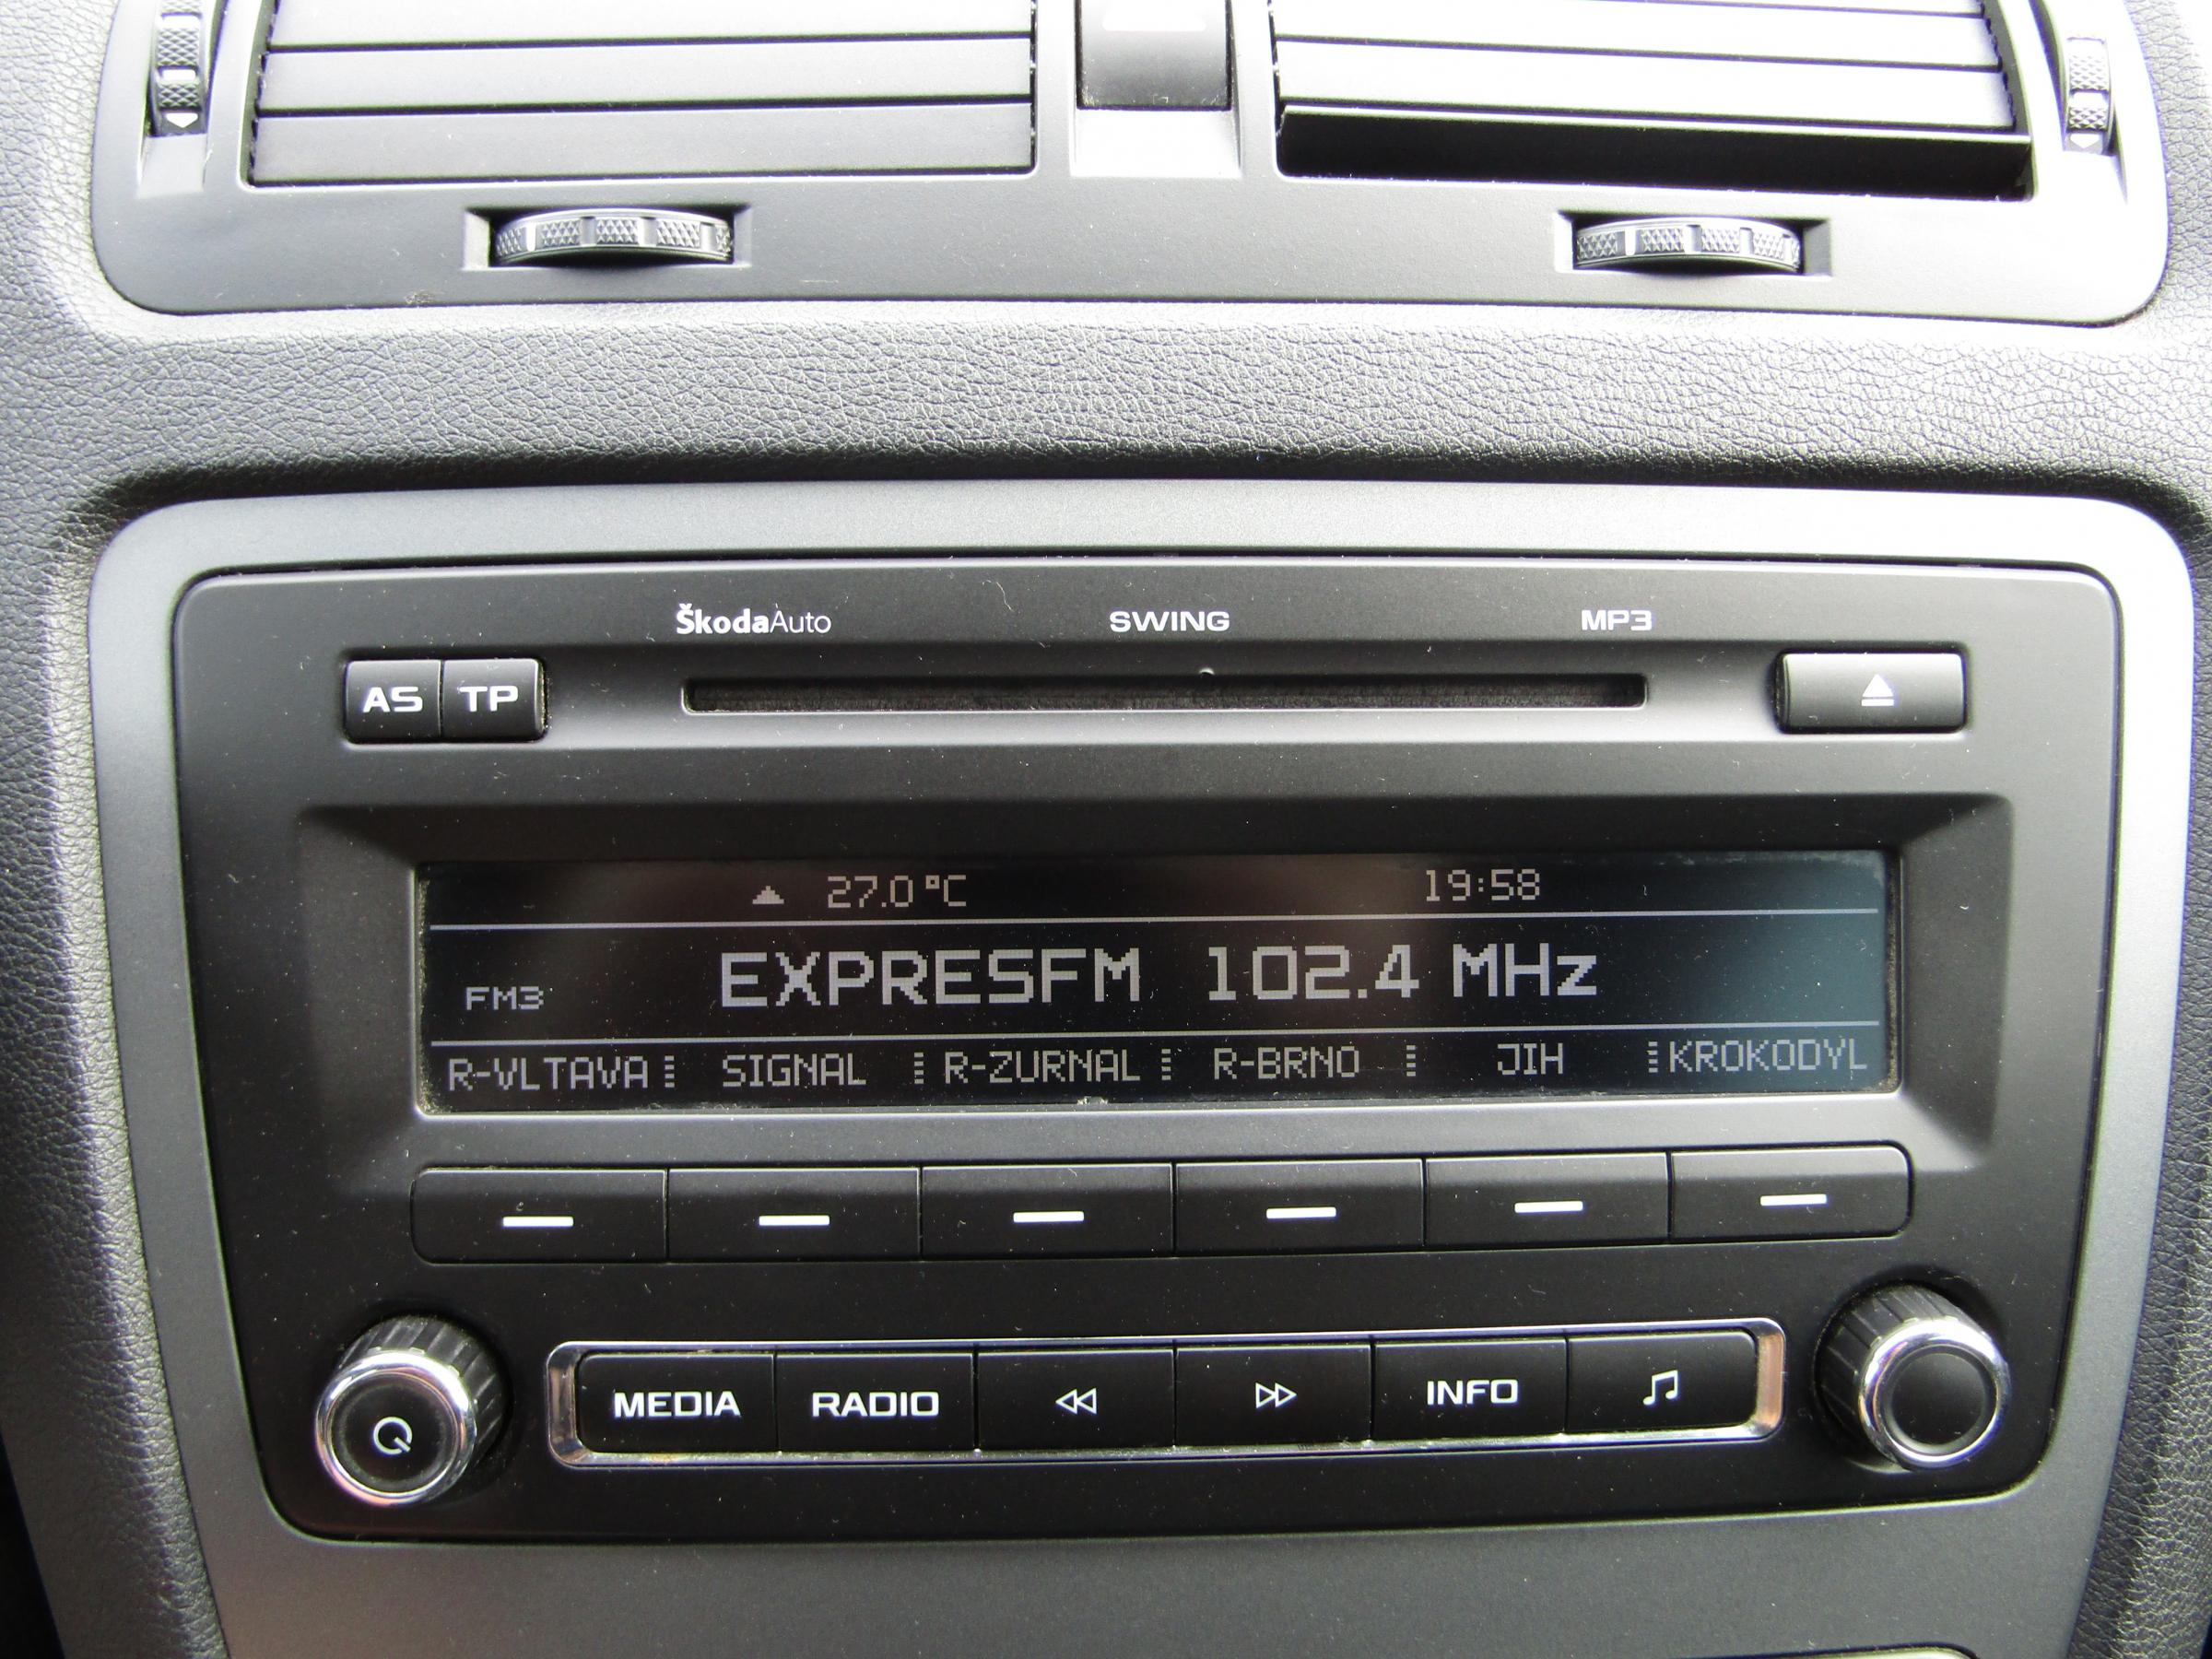 ŠkodaAuto SWING MP3
AS TP
27.0 °C 19:58
FM3 EXPRESFM 102.4 MHz
R-VLTAVA SIGNAL R-ZURNAL R-BRNO JIH KROKODYL
MEDIA RADIO INFO